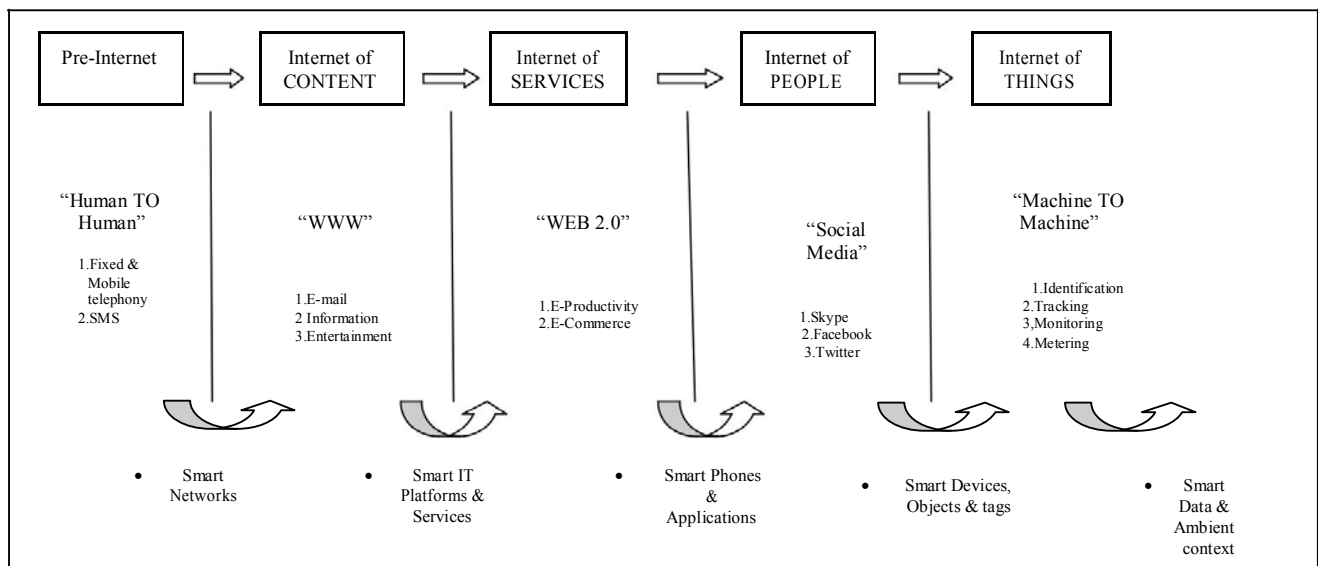 Pre-Internet
Internet of
CONTENT
Internet of
SERVICES
Internet of
PEOPLE
Internet of
THINGS
“Human TO
Human”
1.Fixed &
Mobile
telephony
2.SMS
“WWW”
1.E-mail
2 Information
3.Entertainment
“WEB 2.0”
1.E-Productivity
2.E-Commerce
“Social
Media”
1.Skype
2.Facebook
3.Twitter
“Machine TO
Machine”
1.Identification
2.Tracking
3,Monitoring
4.Metering
• Smart
Networks
• Smart IT
Platforms &
Services
• Smart Phones
&
Applications
• Smart Devices,
Objects & tags
• Smart
Data &
Ambient
context